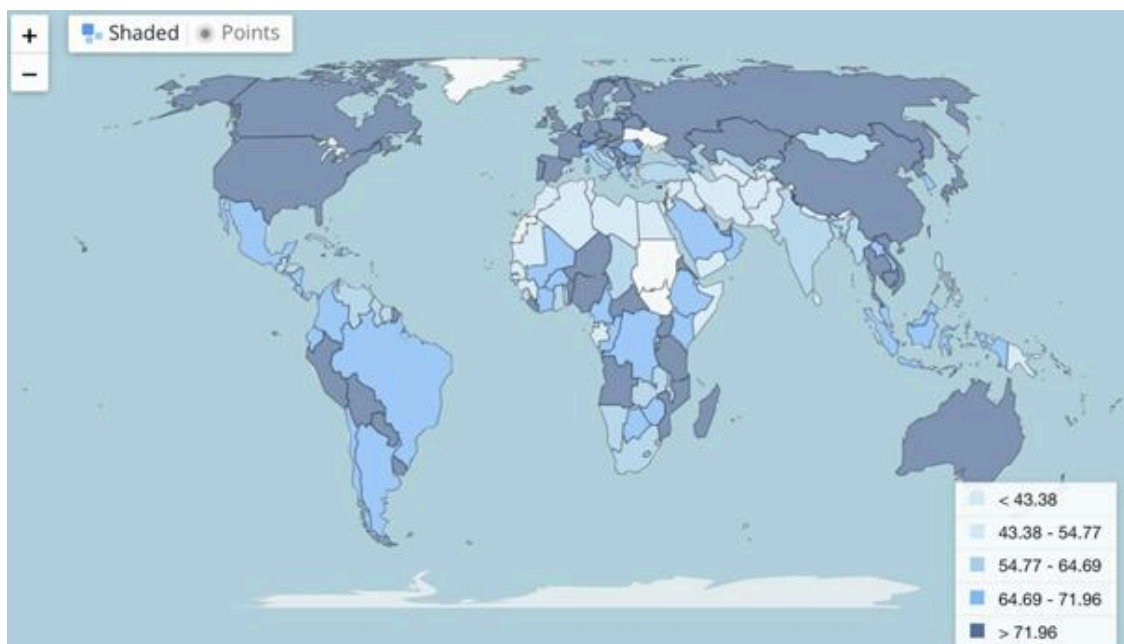 +
Shaded Points
−
< 43.38
43.38 - 54.77
54.77 - 64.69
64.69 - 71.96
> 71.96